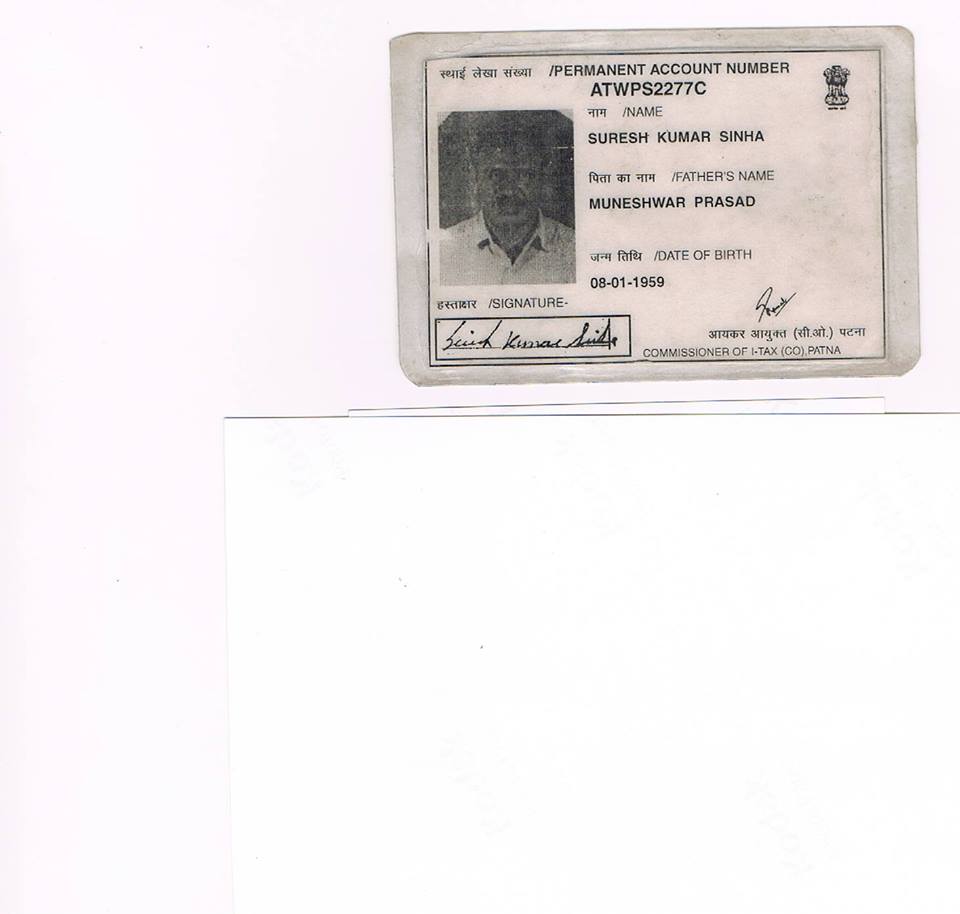 स्थाई लेखा संख्या /PERMANENT ACCOUNT NUMBER
ATWPS2277C
नाम /NAME
SURESH KUMAR SINHA
पिता का नाम /FATHER'S NAME
MUNESHWAR PRASAD
जन्म तिथि /DATE OF BIRTH
08-01-1959
हस्ताक्षर /SIGNATURE-
Suresh Kumar Sinha
आयकर आयुक्त (सी.ओ.) पटना
COMMISSIONER OF I-TAX (CO),PATNA